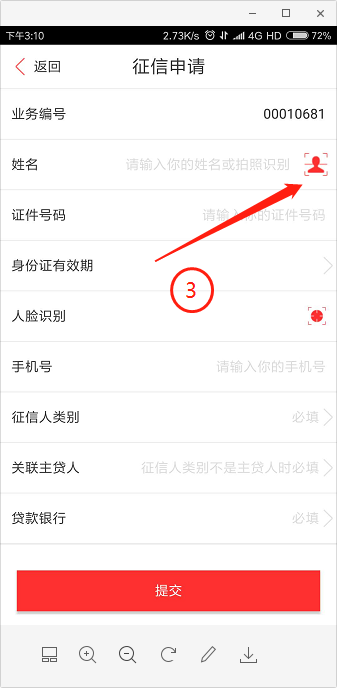 下午3:10 2.73K/s 4G HD 72%
返回 征信申请
业务编号 00010681
姓名 请输入你的姓名或拍照识别
证件号码 请输入你的证件号码
身份证有效期
3
人脸识别
手机号 请输入你的手机号
征信人类别 必填
关联主贷人 征信人类别不是主贷人时必填
贷款银行 必填
提交